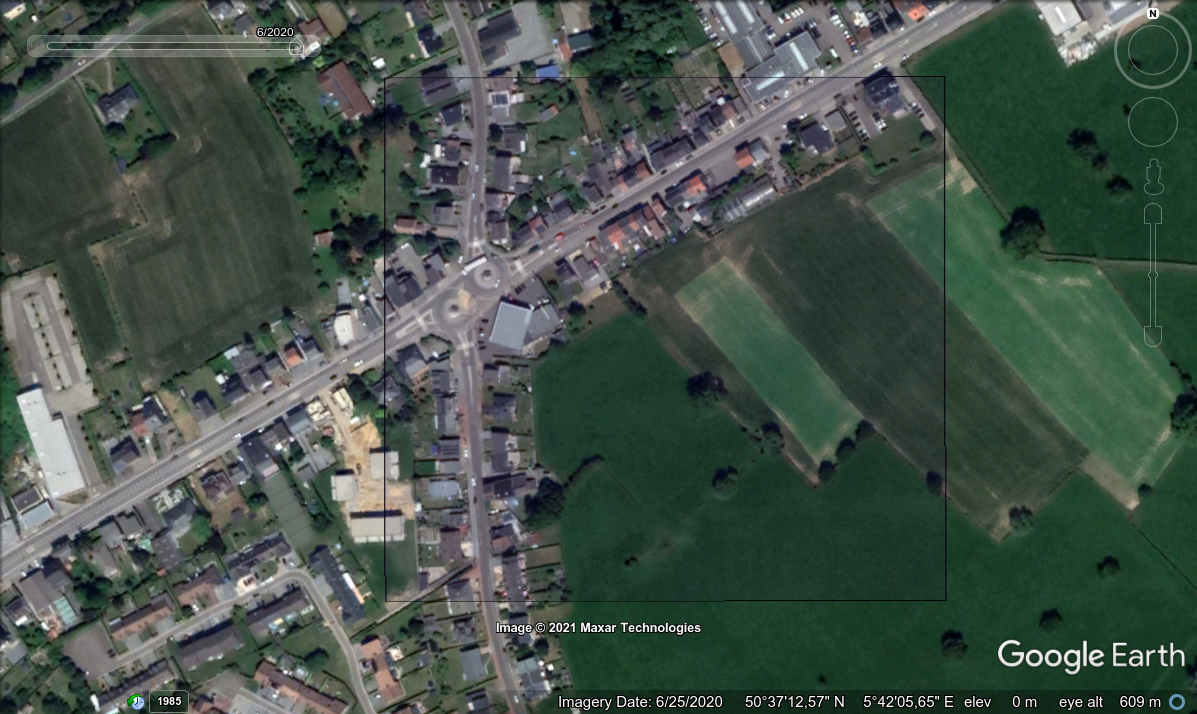 6/2020
N
Image © 2021 Maxar Technologies
Google Earth
1985
Imagery Date: 6/25/2020 50°37'12,57" N 5°42'05,65" E elev 0 m eye alt 609 m